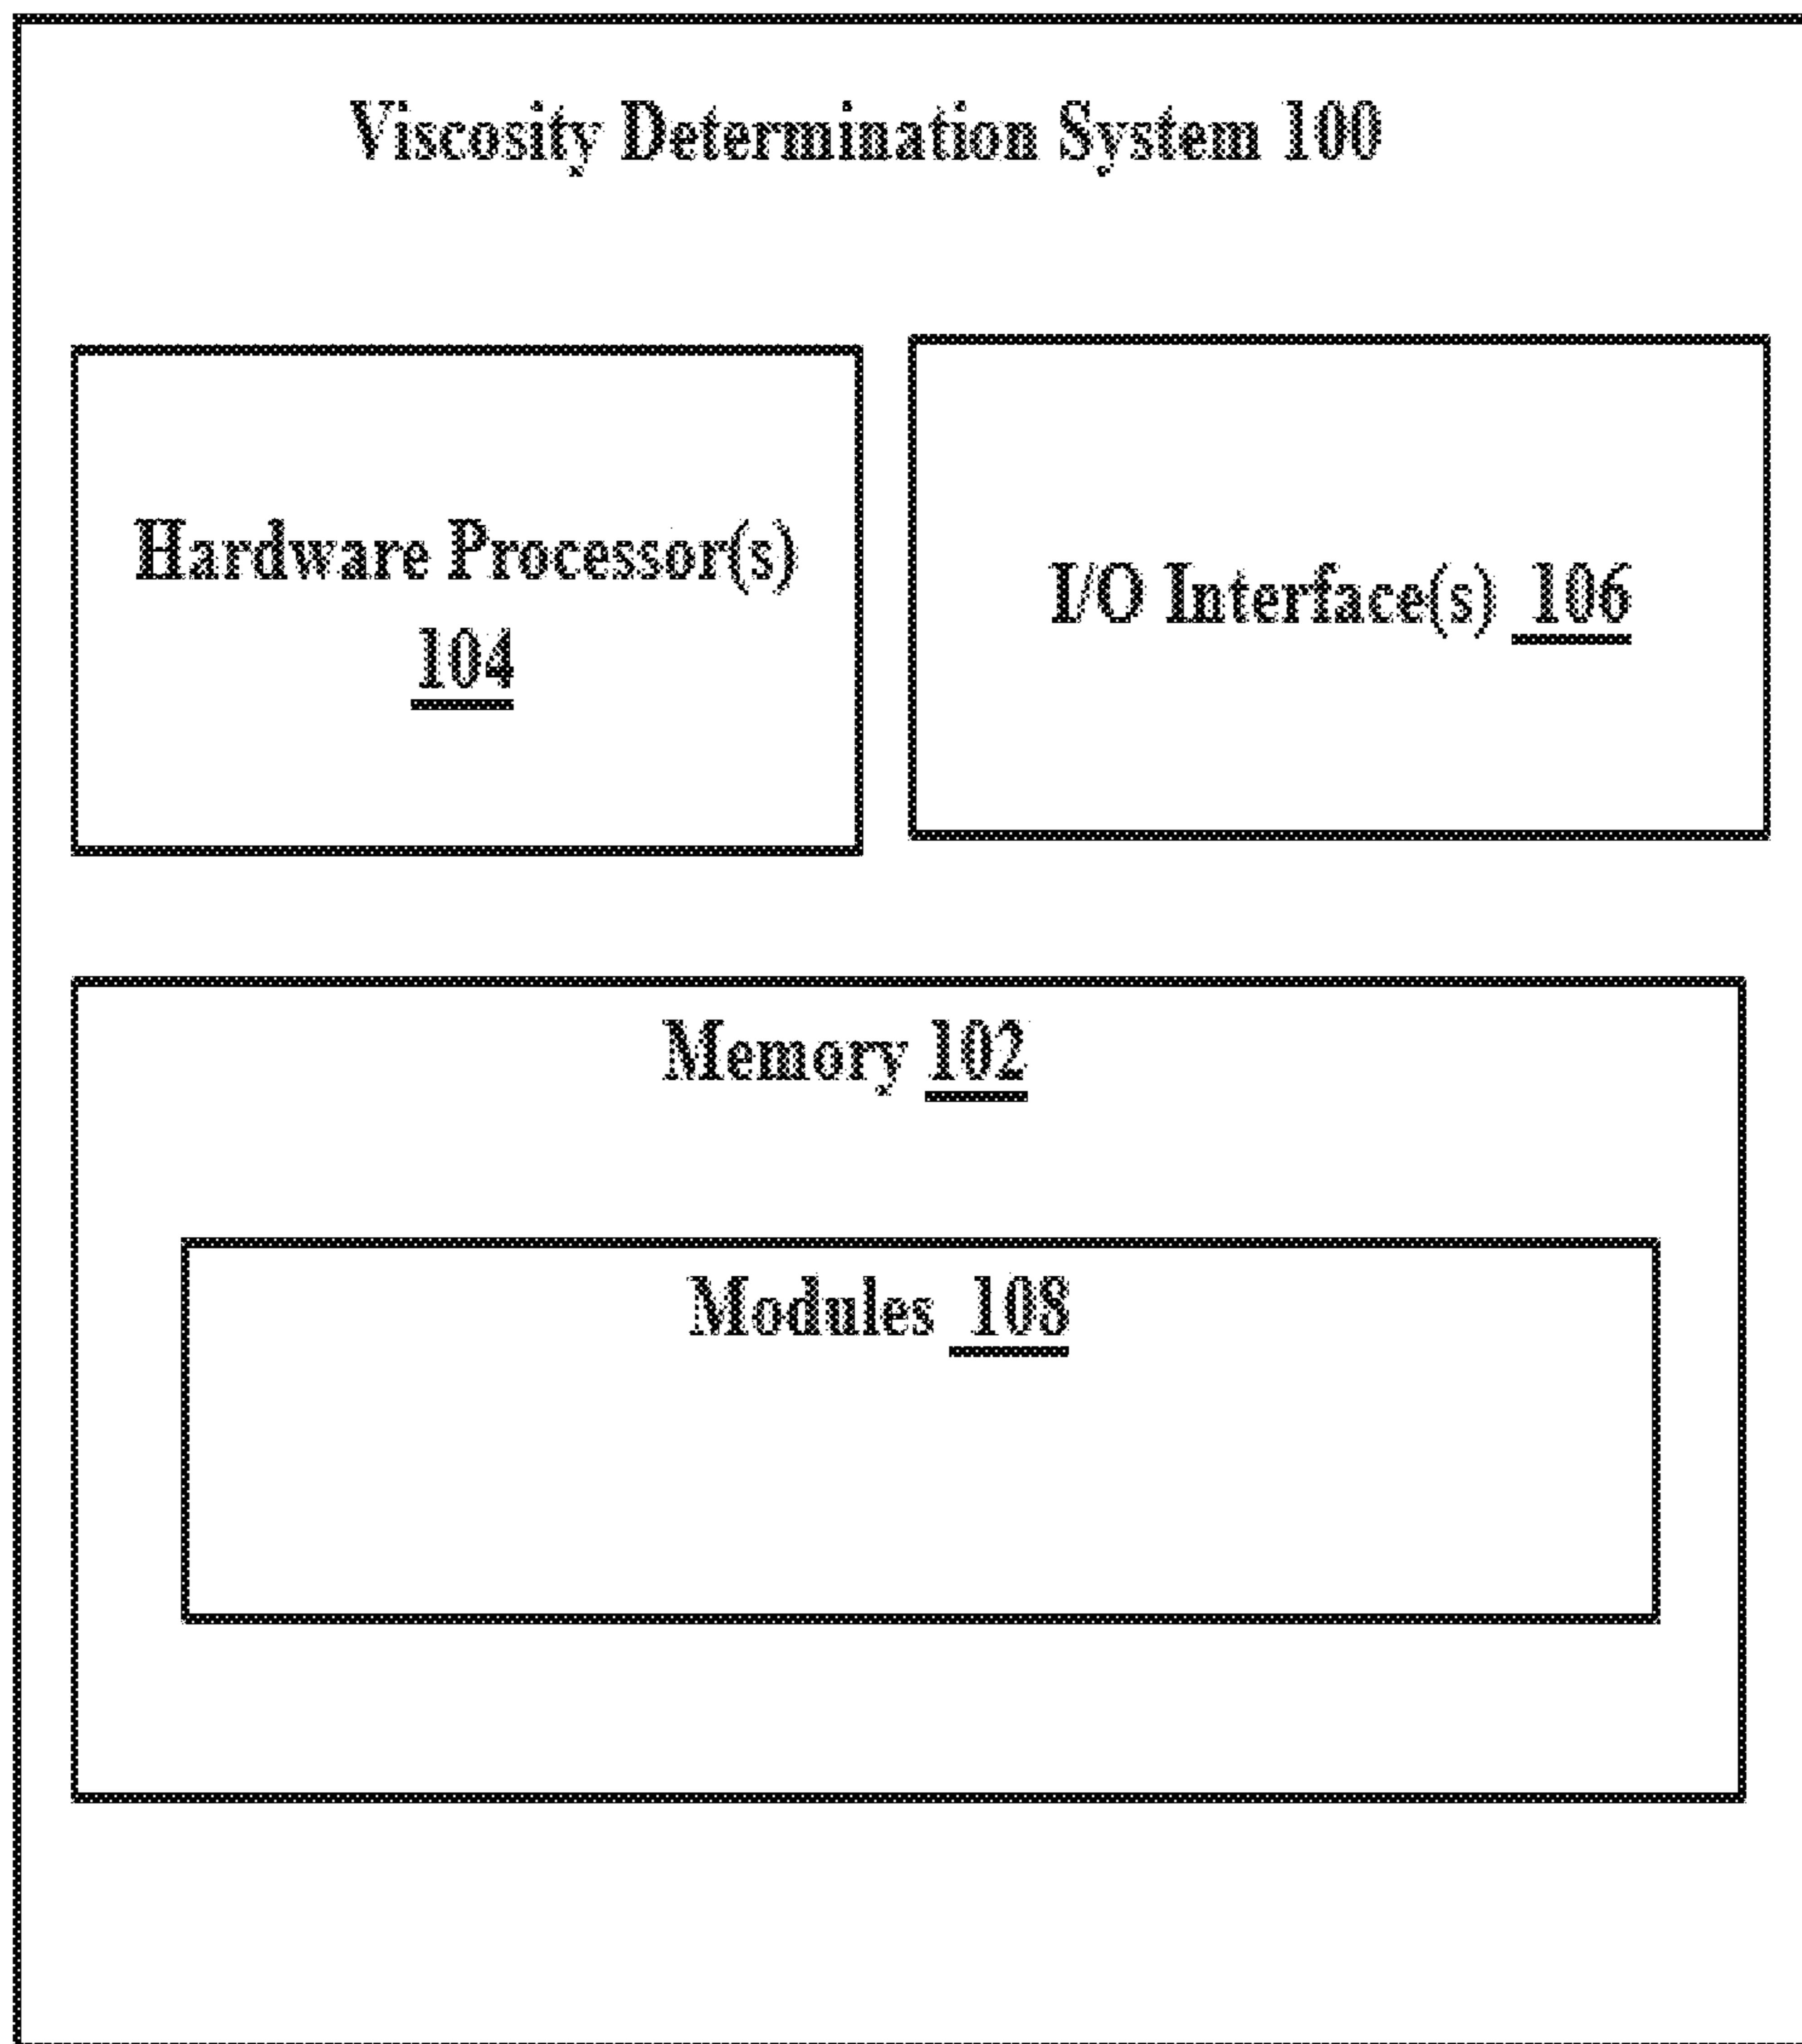 Viscosity Determination System 100
Hardware Processor(s)
104
I/O Interface(s) 106
Memory 102
Modules 108